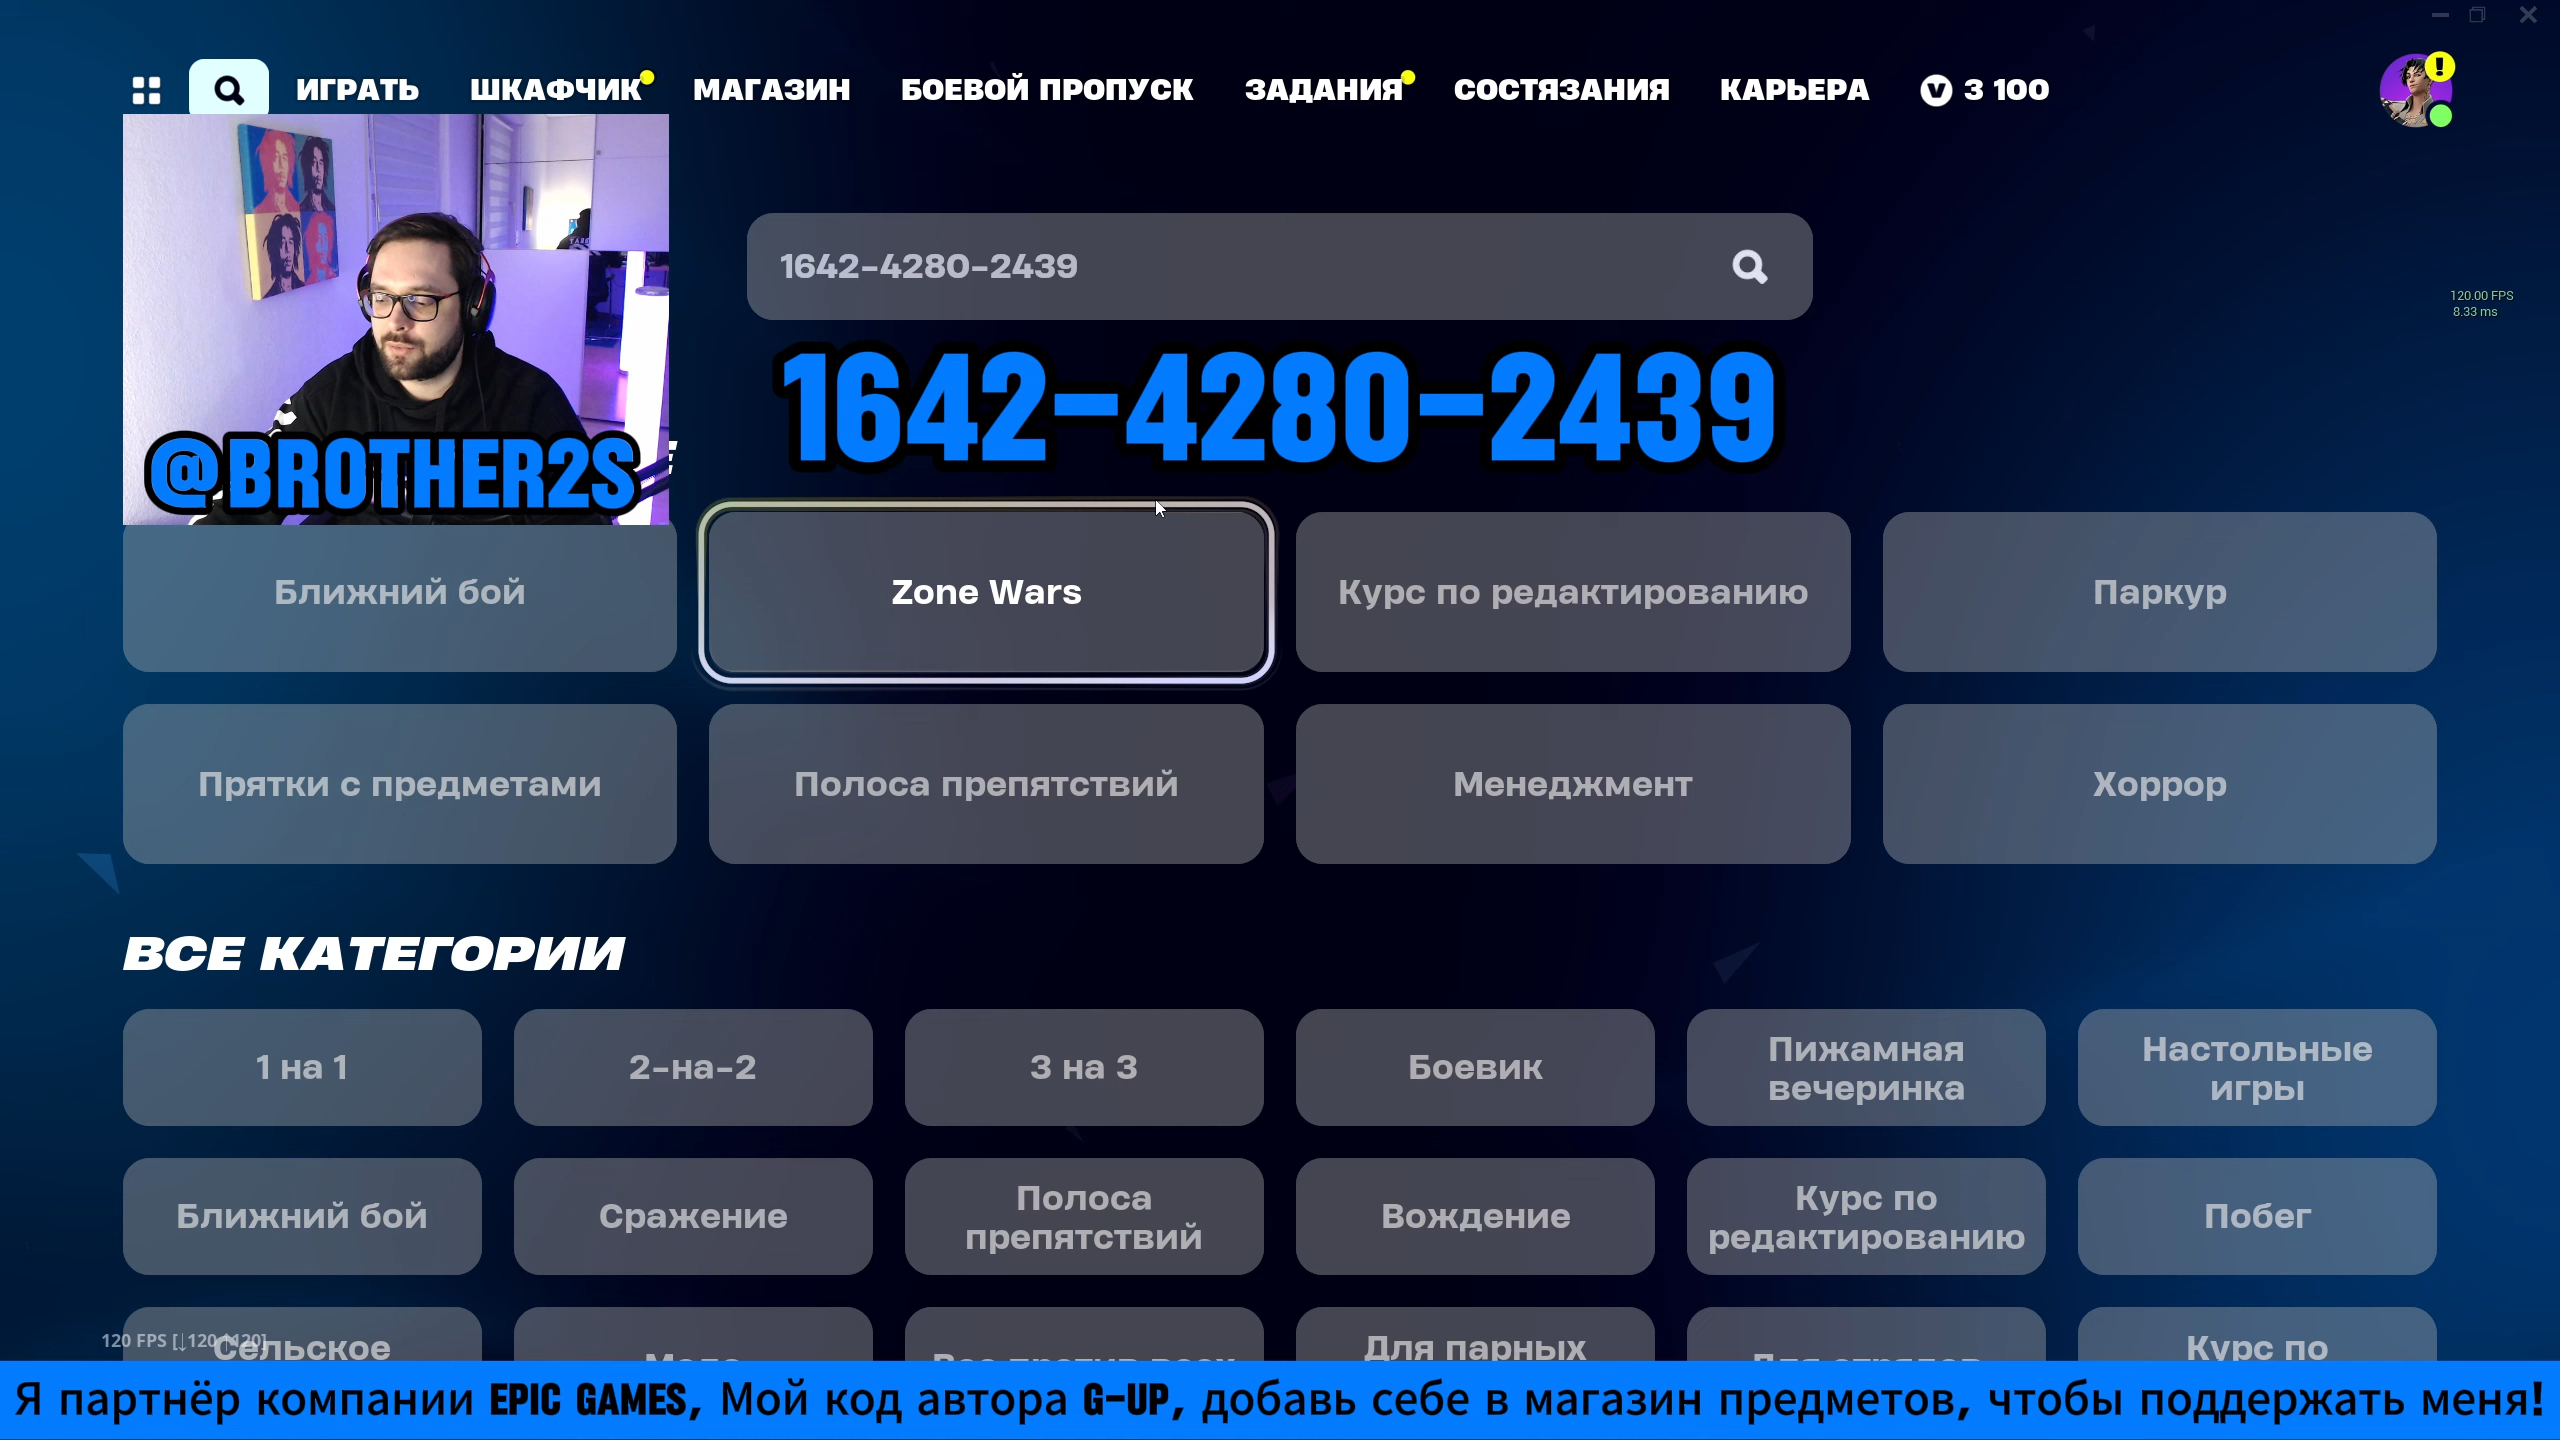 ИГРАТЬ ШКАФЧИК МАГАЗИН БОЕВОЙ ПРОПУСК ЗАДАНИЯ СОСТЯЗАНИЯ КАРЬЕРА V 3 100
!
1642-4280-2439
120.00 FPS
8.33 ms
1642-4280-2439
@BROTHER2S
Ближний бой Zone Wars Курс по редактированию Паркур
Прятки с предметами Полоса препятствий Менеджмент Хоррор
ВСЕ КАТЕГОРИИ
1 на 1 2-на-2 3 на 3 Боевик Пижамная вечеринка Настольные игры
Ближний бой Сражение Полоса препятствий Вождение Курс по редактированию Побег
120 FPS [↓120 ↑120]
Сельское Для парных Курс по
Я партнёр компании EPIC GAMES, Мой код автора G-UP, добавь себе в магазин предметов, чтобы поддержать меня!